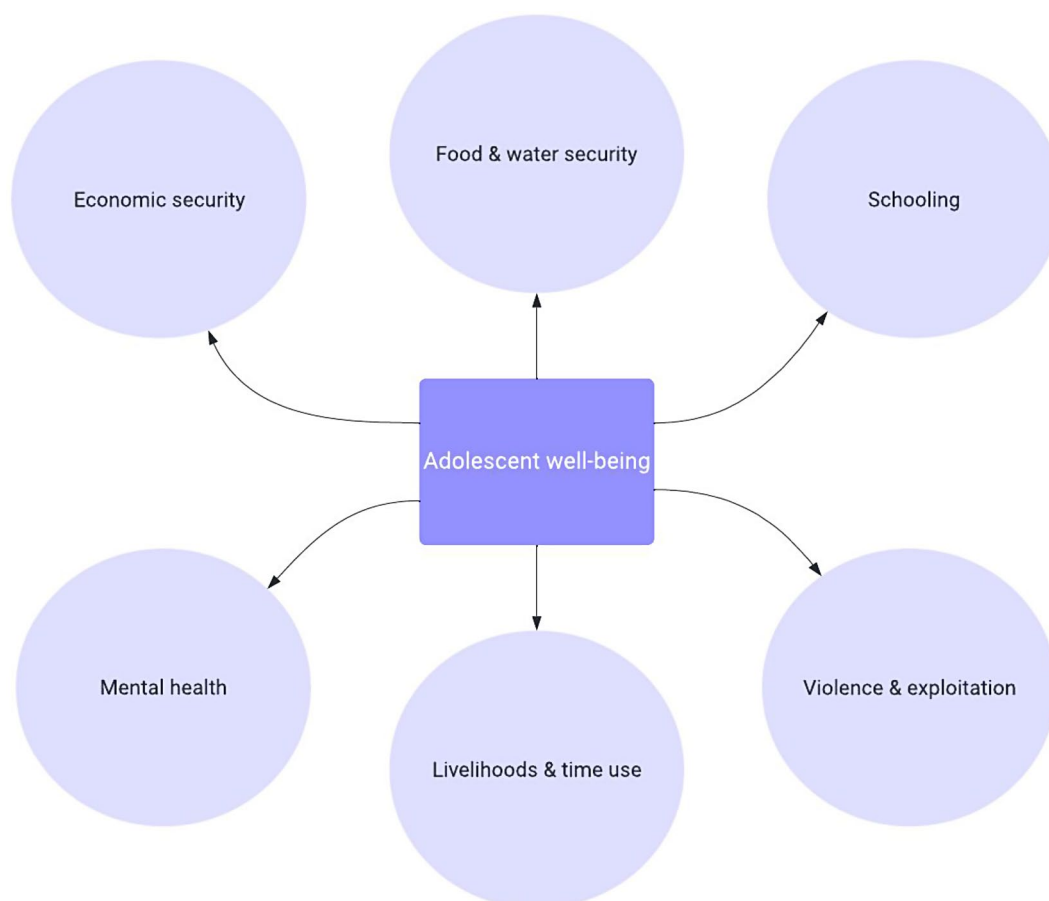 Food & water security
Economic security
Schooling
Adolescent well-being
Mental health
Violence & exploitation
Livelihoods & time use